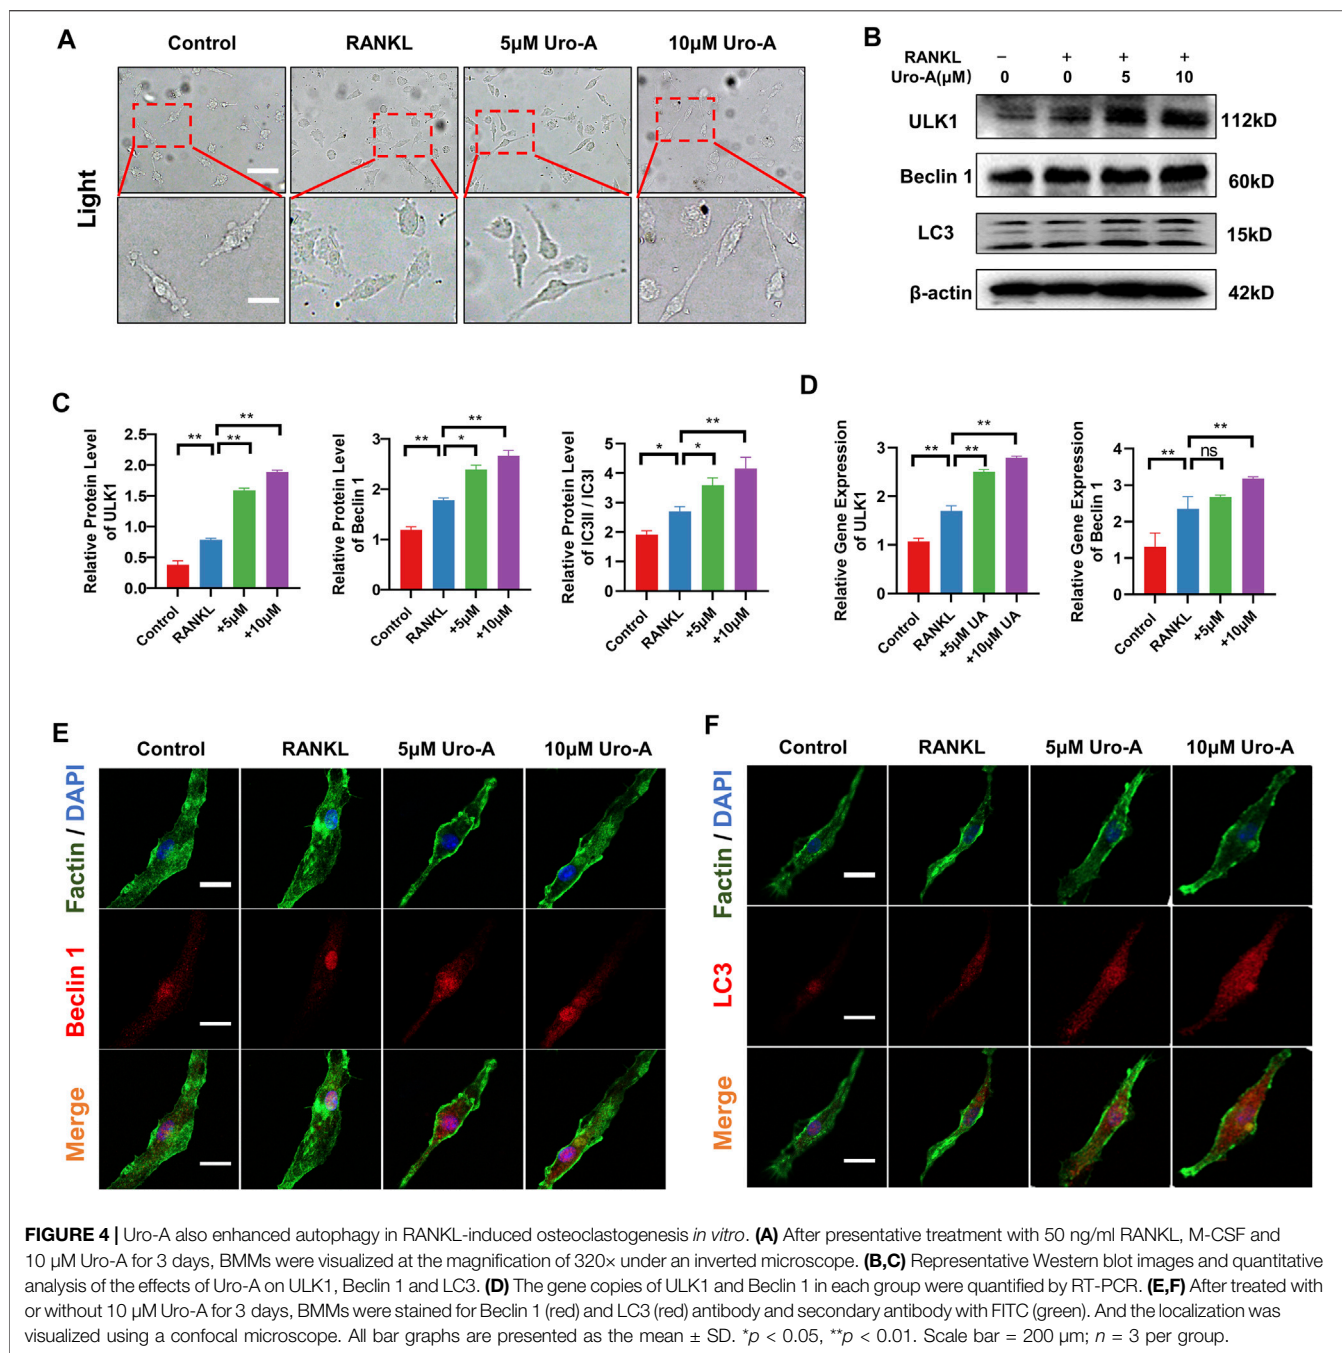 A
Control RANKL 5μM Uro-A 10μM Uro-A
Light
B
RANKL – + + +
Uro-A(μM) 0 0 5 10
ULK1 112kD
Beclin 1 60kD
LC3 15kD
β-actin 42kD
C
Relative Protein Level
of ULK1
2.5
2.0
1.5
1.0
0.5
0.0
** ** **
Control RANKL +5μM +10μM
Relative Protein Level
of Beclin 1
3
2
1
0
** * **
Control RANKL +5μM +10μM
Relative Protein Level
of lC3II / lC3I
5
4
3
2
1
0
* * **
Control RANKL +5μM +10μM
D
Relative Gene Expression
of ULK1
3
2
1
0
** ** **
Control RANKL +5μM UA +10μM UA
Relative Gene Expression
of Beclin 1
4
3
2
1
0
** ns **
Control RANKL +5μM +10μM
E
Control RANKL 5μM Uro-A 10μM Uro-A
Factin / DAPI
Beclin 1
Merge
F
Control RANKL 5μM Uro-A 10μM Uro-A
Factin / DAPI
LC3
Merge
FIGURE 4 | Uro-A also enhanced autophagy in RANKL-induced osteoclastogenesis in vitro. (A) After presentative treatment with 50 ng/ml RANKL, M-CSF and
10 μM Uro-A for 3 days, BMMs were visualized at the magnification of 320× under an inverted microscope. (B,C) Representative Western blot images and quantitative
analysis of the effects of Uro-A on ULK1, Beclin 1 and LC3. (D) The gene copies of ULK1 and Beclin 1 in each group were quantified by RT-PCR. (E,F) After treated with
or without 10 μM Uro-A for 3 days, BMMs were stained for Beclin 1 (red) and LC3 (red) antibody and secondary antibody with FITC (green). And the localization was
visualized using a confocal microscope. All bar graphs are presented as the mean ± SD. *p < 0.05, **p < 0.01. Scale bar = 200 μm; n = 3 per group.